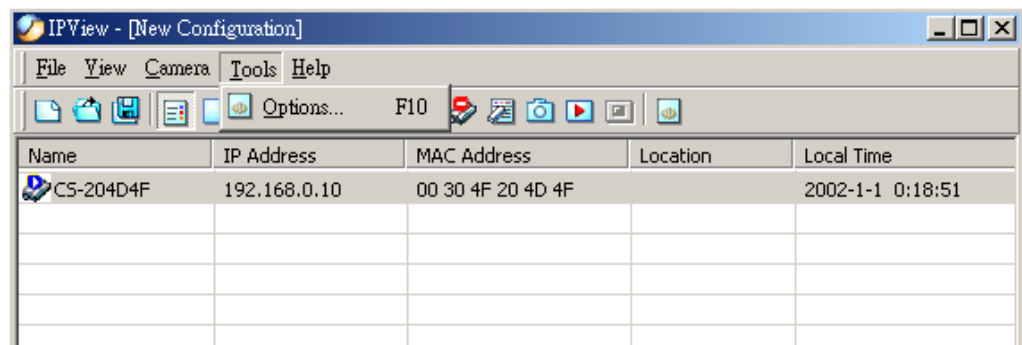 IPView - [New Configuration]
File View Camera Tools Help
Options... F10
Name IP Address MAC Address Location Local Time
CS-204D4F 192.168.0.10 00 30 4F 20 4D 4F 2002-1-1 0:18:51